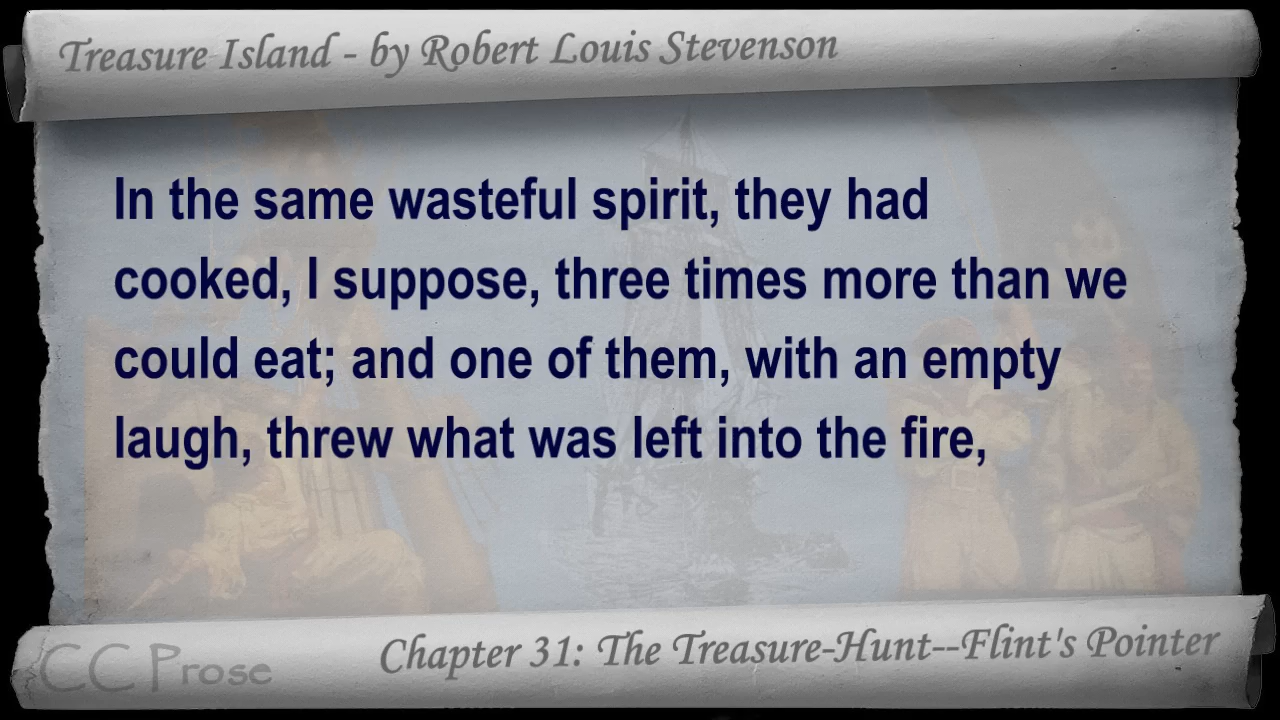 Treasure Island - by Robert Louis Stevenson
In the same wasteful spirit, they had
cooked, I suppose, three times more than we
could eat; and one of them, with an empty
laugh, threw what was left into the fire,
CC Prose
Chapter 31: The Treasure-Hunt--Flint's Pointer